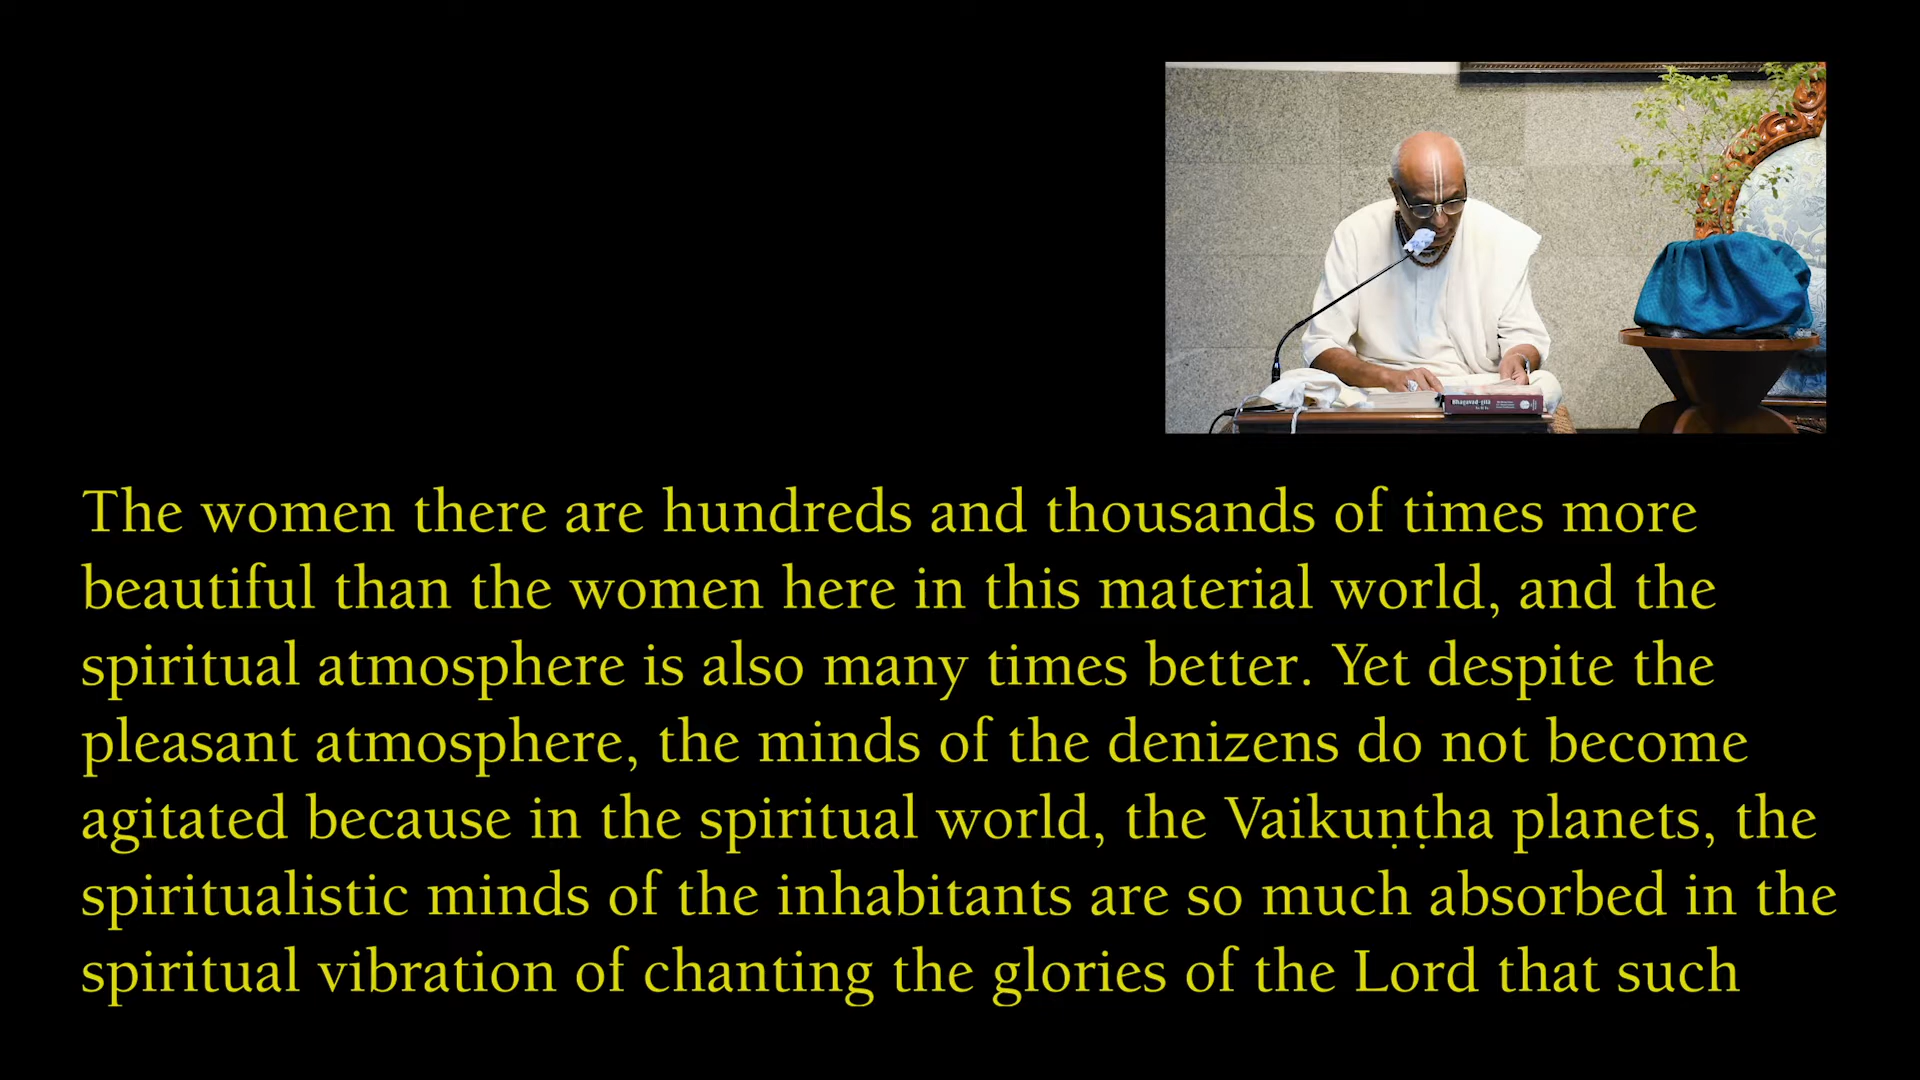 Bhagavad-gītā
The women there are hundreds and thousands of times more
beautiful than the women here in this material world, and the
spiritual atmosphere is also many times better. Yet despite the
pleasant atmosphere, the minds of the denizens do not become
agitated because in the spiritual world, the Vaikuṇṭha planets, the
spiritualistic minds of the inhabitants are so much absorbed in the
spiritual vibration of chanting the glories of the Lord that such